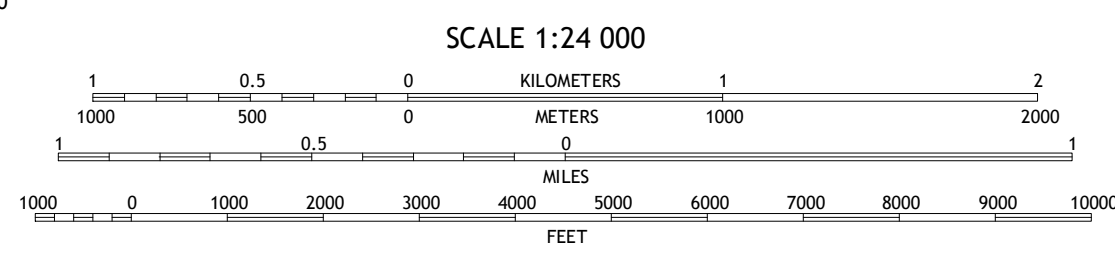 0
SCALE 1:24 000
1 0.5 0 KILOMETERS 1 2
1000 500 0 METERS 1000 2000
1 0.5 0 1
MILES
1000 0 1000 2000 3000 4000 5000 6000 7000 8000 9000 10000
FEET